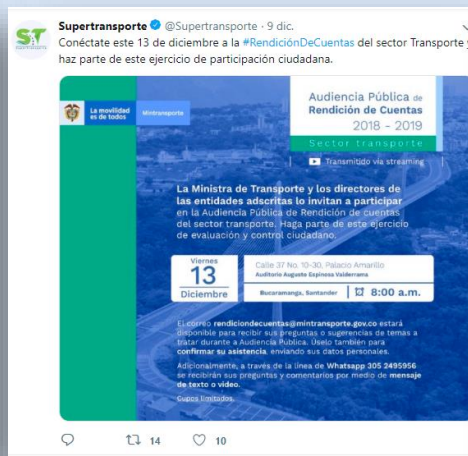 Supertransporte @Supertransporte · 9 dic.
Conéctate este 13 de diciembre a la #RendiciónDeCuentas del sector Transporte y
haz parte de este ejercicio de participación ciudadana.
ST
La movilidad
es de todos
Mintransporte
Audiencia Pública de
Rendición de Cuentas
2018 - 2019
Sector transporte
Transmitido vía streaming
La Ministra de Transporte y los directores de
las entidades adscritas lo invitan a participar
en la Audiencia Pública de Rendición de cuentas
del sector transporte. Haga parte de este ejercicio
de evaluación y control ciudadano.
Viernes
13
Diciembre
Calle 37 No. 10-30, Palacio Amarillo
Auditorio Augusto Espinosa Valderrama
Bucaramanga, Santander
8:00 a.m.
El correo rendiciondecuentas@mintransporte.gov.co estará
disponible para recibir sus preguntas o sugerencias de temas a
tratar durante a Audiencia Pública. Úselo también para
confirmar su asistencia, enviando sus datos personales.
Adicionalmente, a través de la línea de Whatsapp 305 2495956
se recibirán sus preguntas y comentarios por medio de mensaje
de texto o video.
Cupos limitados.
14
10